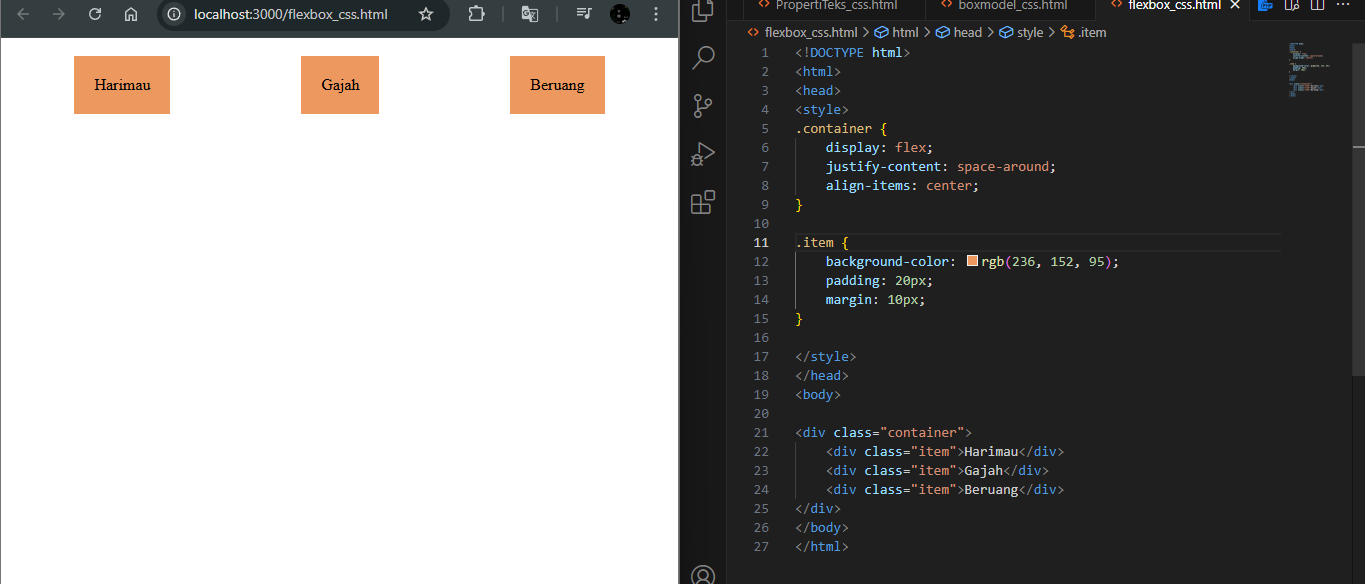 localhost:3000/flexbox_css.html
Harimau
Gajah
Beruang
PropertiTeks_css.html
boxmodel_css.html
flexbox_css.html
flexbox_css.html > html > head > style > .item
1 <!DOCTYPE html>
2 <html>
3 <head>
4 <style>
5 .container {
6 display: flex;
7 justify-content: space-around;
8 align-items: center;
9 }
10
11 .item {
12 background-color: rgb(236, 152, 95);
13 padding: 20px;
14 margin: 10px;
15 }
16
17 </style>
18 </head>
19 <body>
20
21 <div class="container">
22 <div class="item">Harimau</div>
23 <div class="item">Gajah</div>
24 <div class="item">Beruang</div>
25 </div>
26 </body>
27 </html>